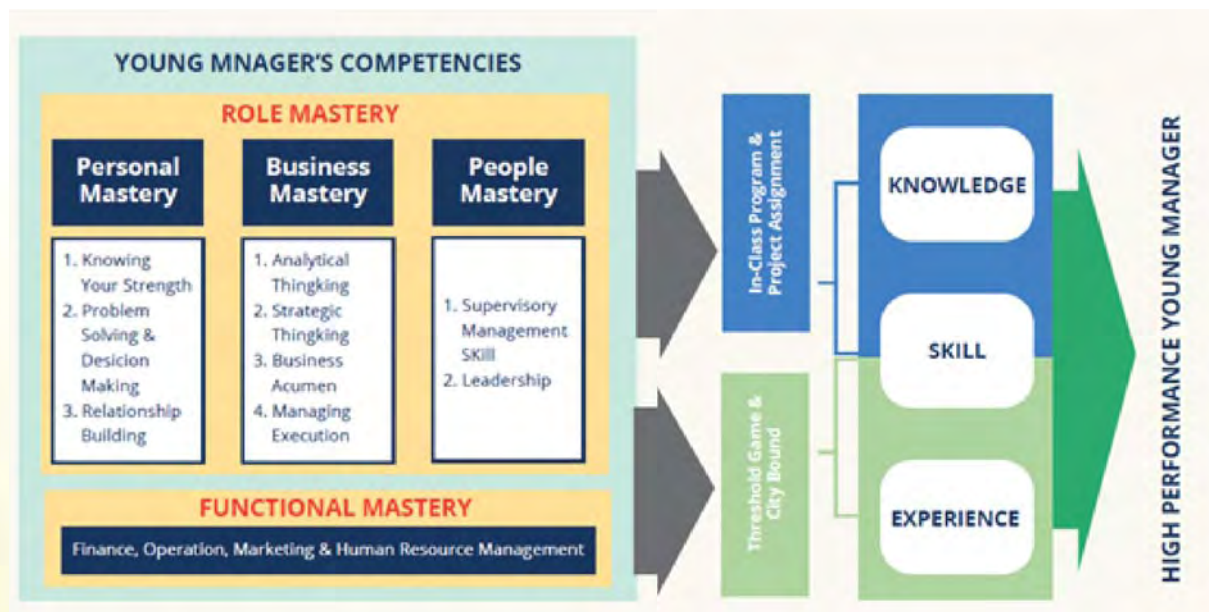 YOUNG MNAGER'S COMPETENCIES
ROLE MASTERY
Personal
Mastery
1. Knowing
Your Strength
2. Problem
Solving &
Desicion
Making
3. Relationship
Building
Business
Mastery
1. Analytical
Thingking
2. Strategic
Thingking
3. Business
Acumen
4. Managing
Execution
People
Mastery
1. Supervisory
Management
SKill
2. Leadership
FUNCTIONAL MASTERY
Finance, Operation, Marketing & Human Resource Management
In-Class Program &
Project Assignment
Threshold Game &
City Bound
KNOWLEDGE
SKILL
EXPERIENCE
HIGH PERFORMANCE YOUNG MANAGER